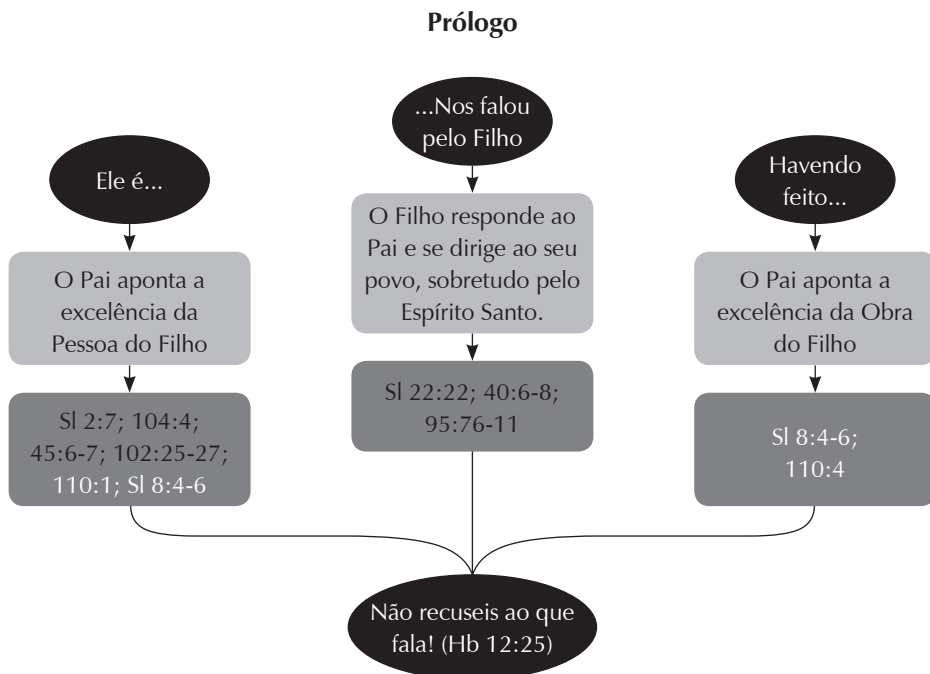 Prólogo
Ele é...
O Pai aponta a
excelência da
Pessoa do Filho
Sl 2:7; 104:4;
45:6-7; 102:25-27;
110:1; Sl 8:4-6
...Nos falou
pelo Filho
O Filho responde ao
Pai e se dirige ao seu
povo, sobretudo pelo
Espírito Santo.
Sl 22:22; 40:6-8;
95:76-11
Havendo
feito...
O Pai aponta a
excelência da Obra
do Filho
Sl 8:4-6;
110:4
Não recuseis ao que
fala! (Hb 12:25)